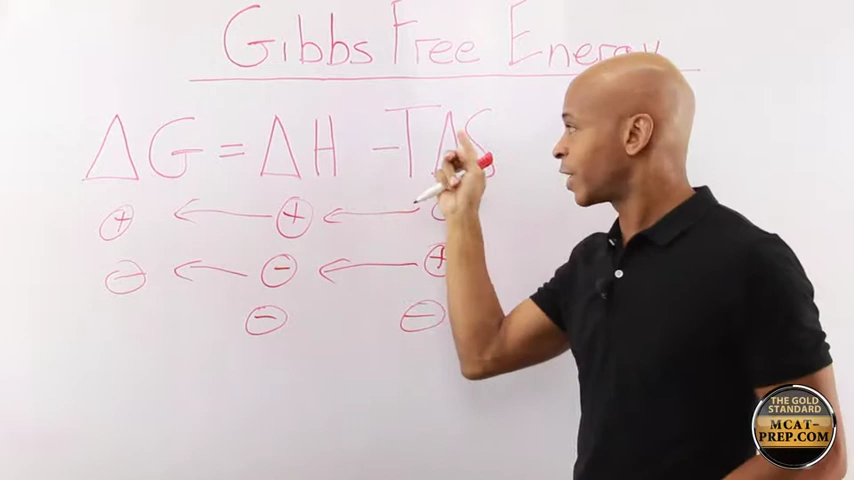 Gibbs Free Energy
ΔG = ΔH - TΔS
+ ← + ←
- ← - ← +
- -
THE GOLD
STANDARD
MCAT-
PREP.COM